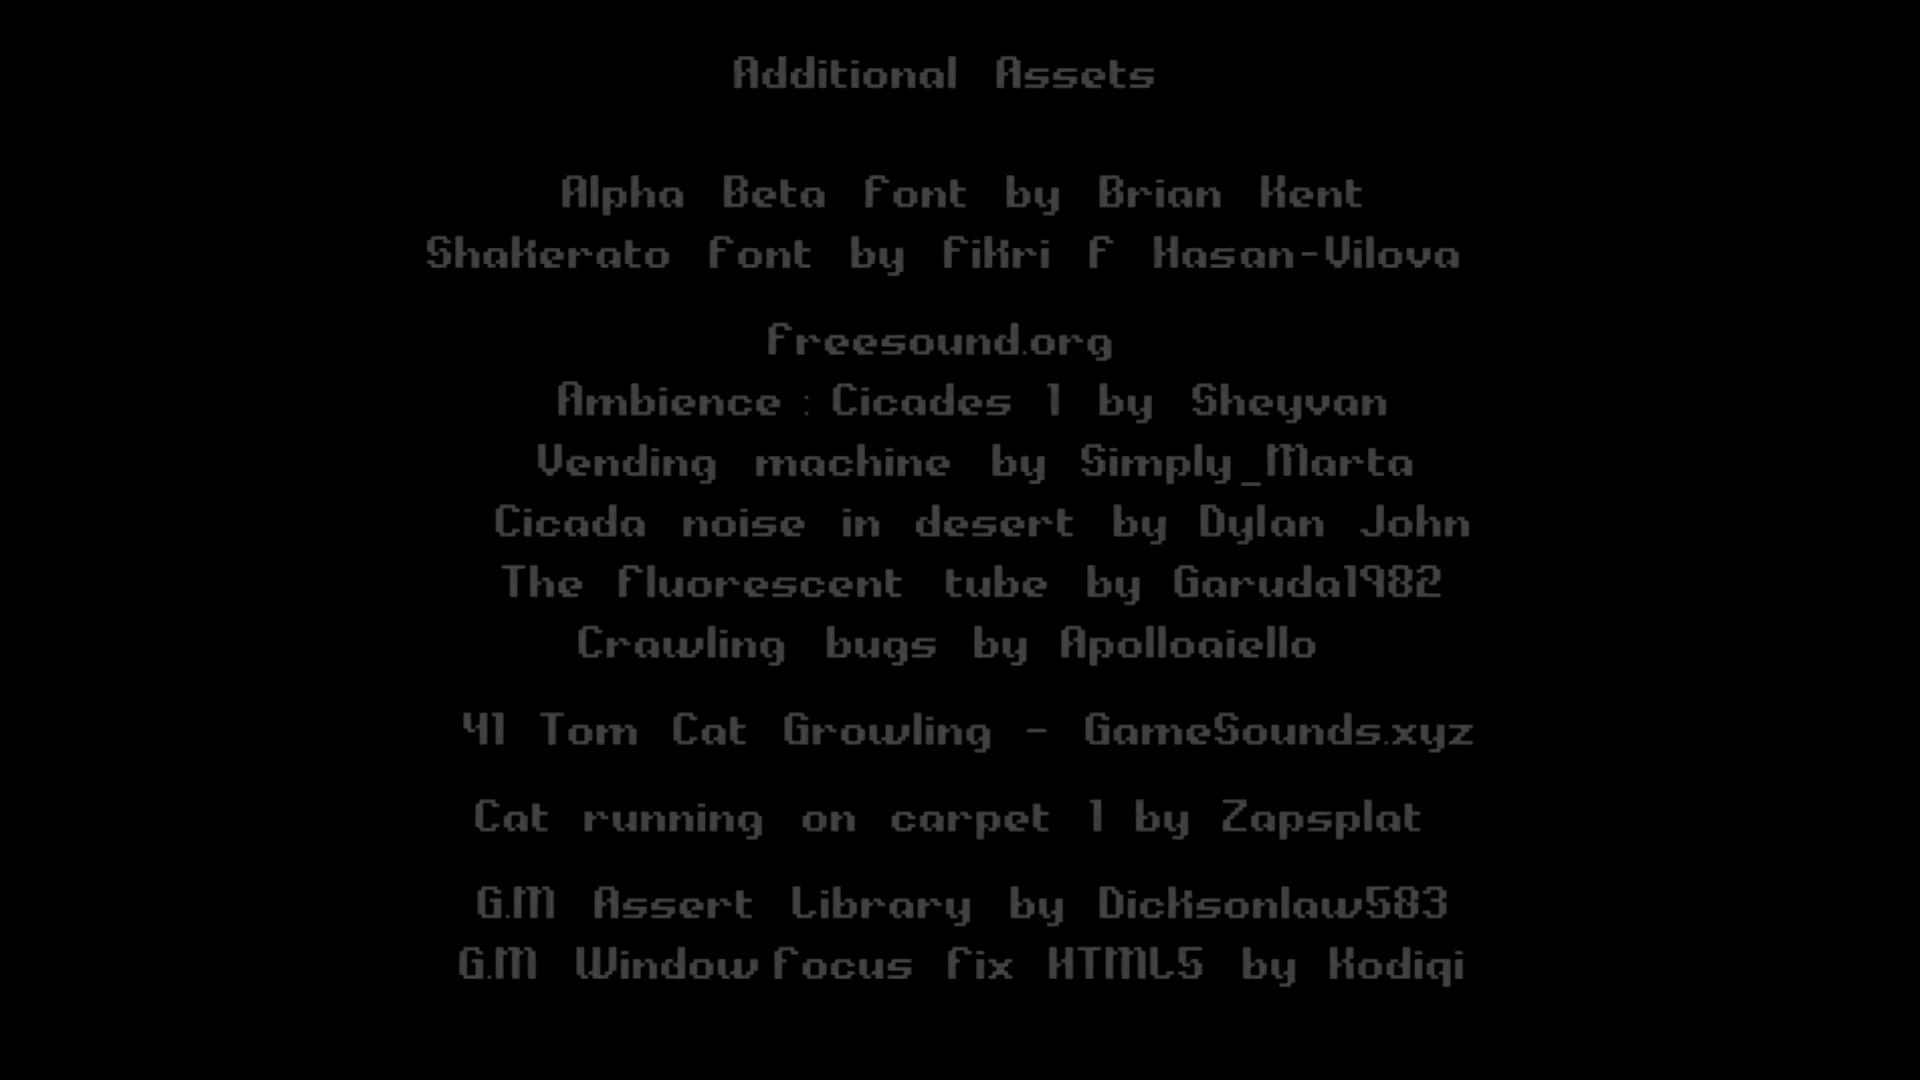 Additional Assets
Alpha Beta font by Brian Kent
Shakerato font by fikri f Hasan-Vilova
freesound.org
Ambience : Cicades 1 by Sheyvan
Vending machine by Simply_Marta
Cicada noise in desert by Dylan John
The fluorescent tube by Garuda1982
Crawling bugs by Apolloaiello
41 Tom Cat Growling - GameSounds.xyz
Cat running on carpet 1 by Zapsplat
G.M Assert Library by Dicksonlaw583
G.M Window focus fix HTML5 by Kodiqi